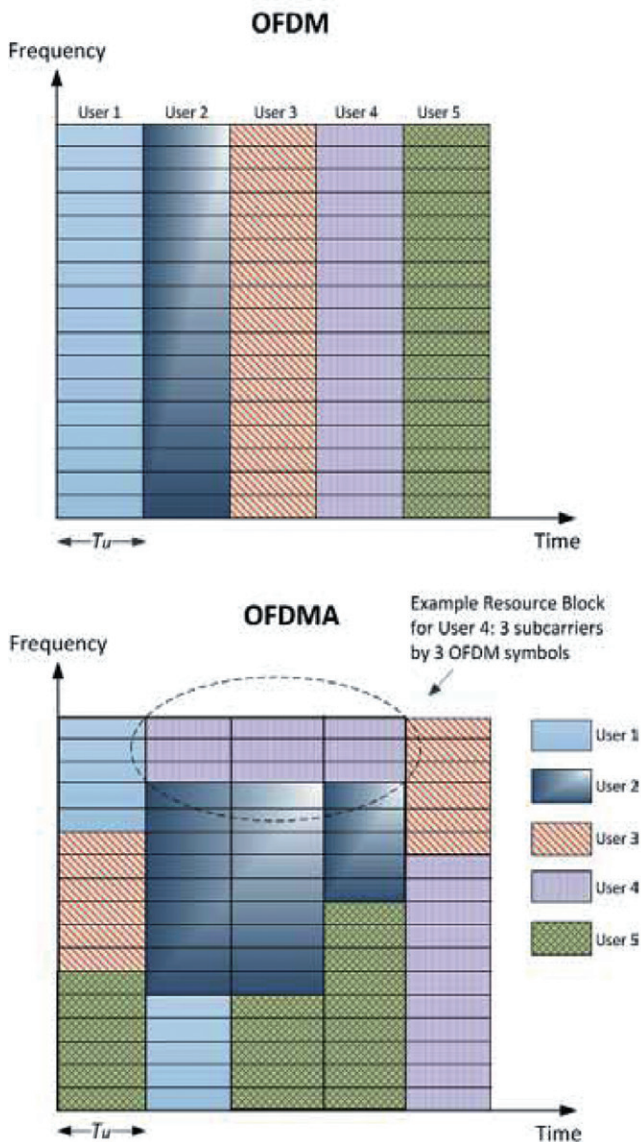 OFDM
Frequency
User 1 User 2 User 3 User 4 User 5
Tu
Time
OFDMA
Example Resource Block
for User 4: 3 subcarriers
by 3 OFDM symbols
Frequency
User 1
User 2
User 3
User 4
User 5
Tu
Time